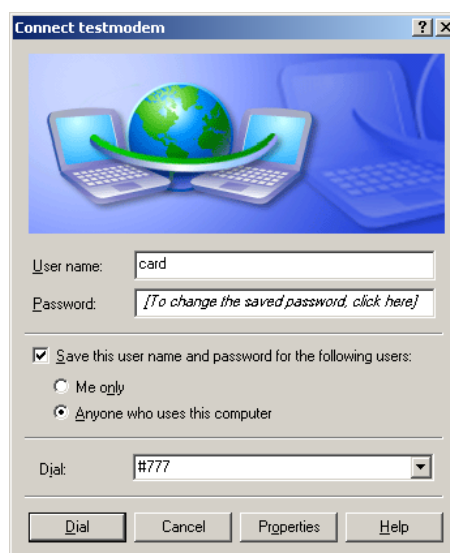 Connect testmodem
User name: card
Password: [To change the saved password, click here]
Save this user name and password for the following users:
Me only
Anyone who uses this computer
Dial: #777
Dial Cancel Properties Help